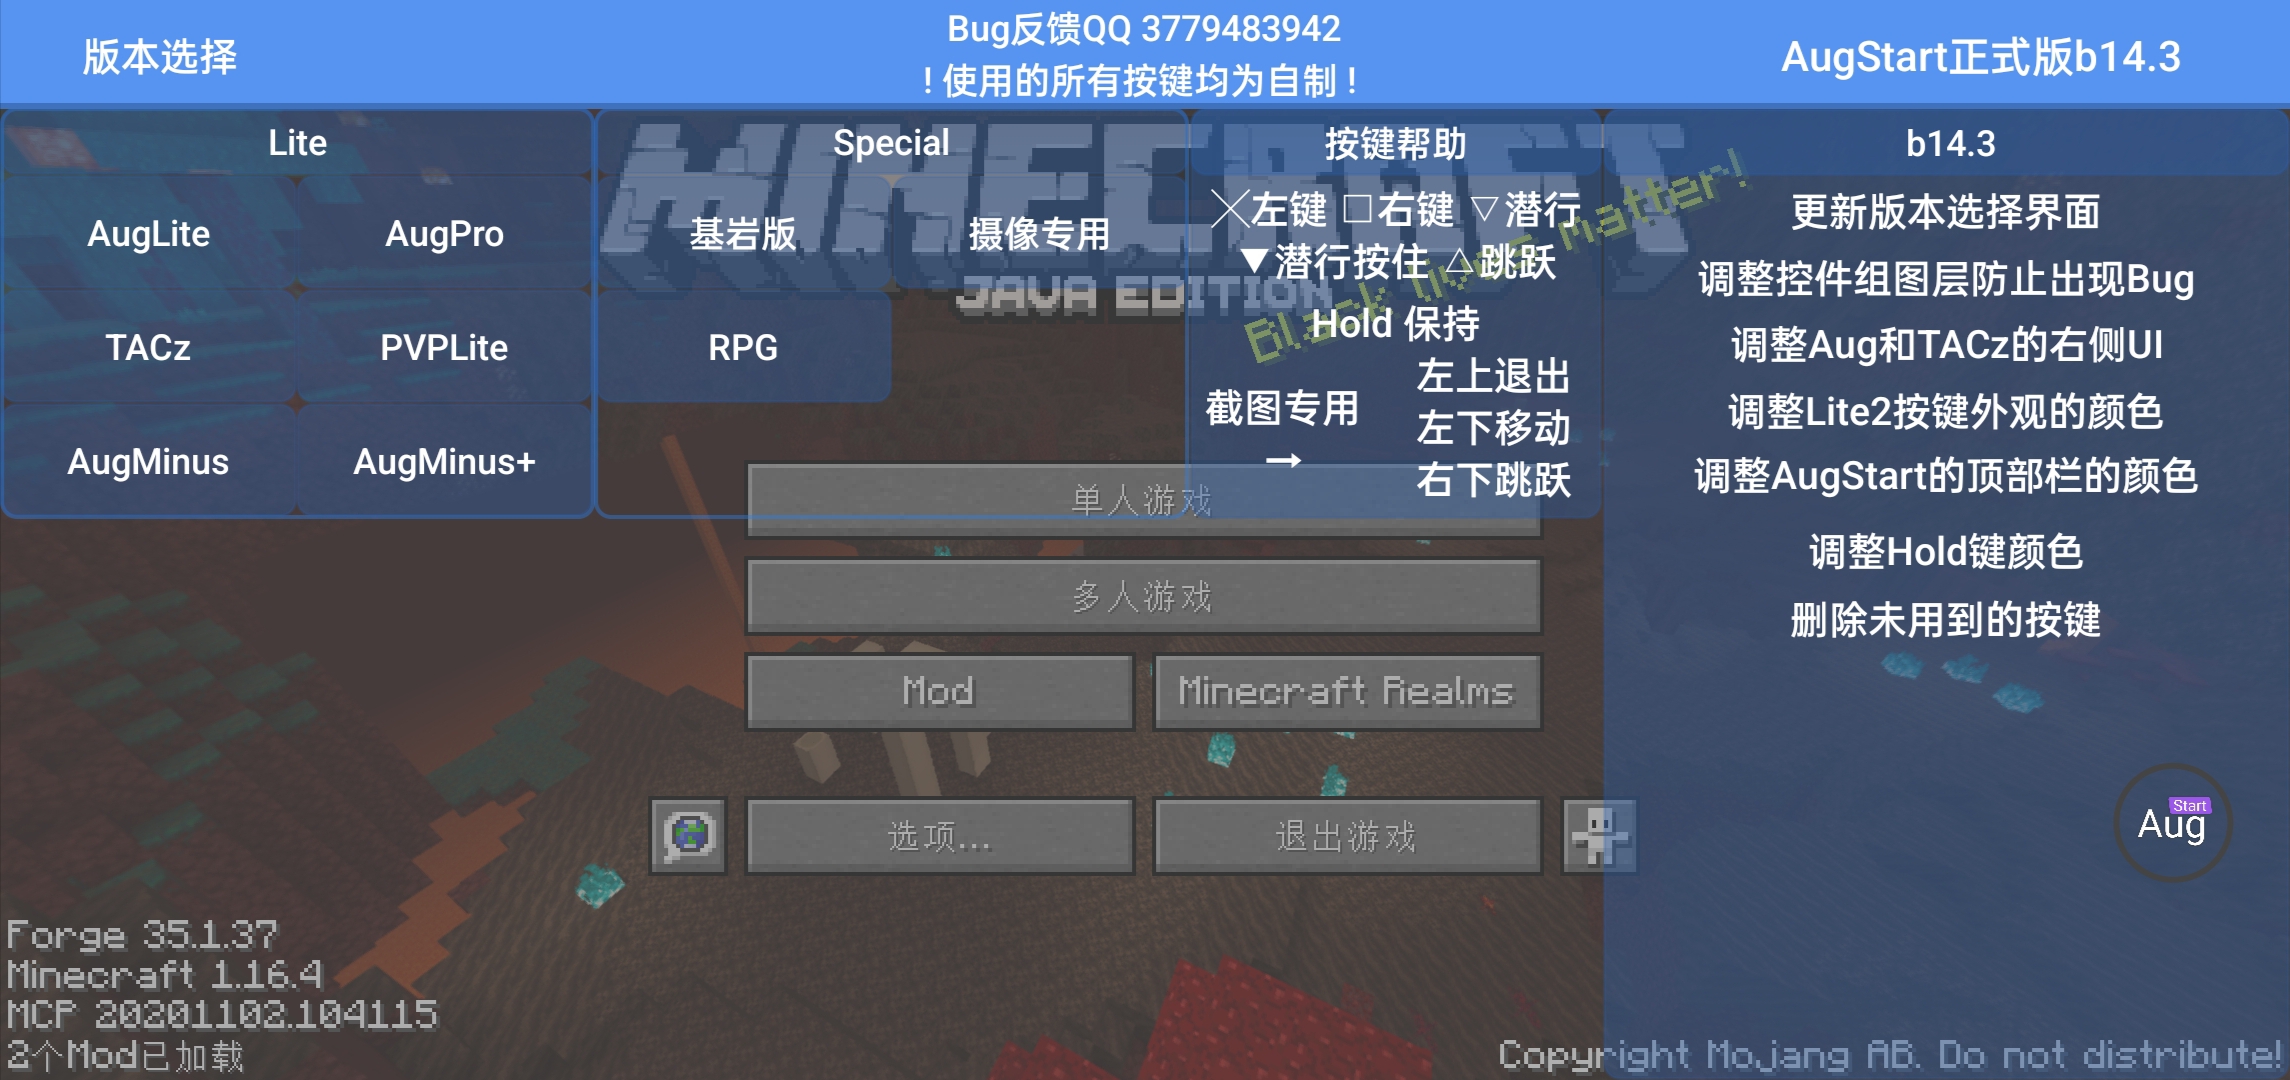 版本选择
Bug反馈QQ 3779483942
！使用的所有按键均为自制！
AugStart正式版b14.3
Lite
AugLite
AugPro
TACz
PVPLite
AugMinus
AugMinus+
Special
基岩版
摄像专用
RPG
按键帮助
╳左键 □右键 ▽潜行
▼潜行按住 △跳跃
Hold 保持
截图专用
→
左上退出
左下移动
右下跳跃
b14.3
更新版本选择界面
调整控件组图层防止出现Bug
调整Aug和TACz的右侧UI
调整Lite2按键外观的颜色
调整AugStart的顶部栏的颜色
调整Hold键颜色
删除未用到的按键
MINECRAFT
JAVA EDITION
Black lives matter!
单人游戏
多人游戏
Mod
Minecraft Realms
选项...
退出游戏
Start
Aug
Forge 35.1.37
Minecraft 1.16.4
MCP 20201102.104115
2个Mod已加载
Copyright Mojang AB. Do not distribute!